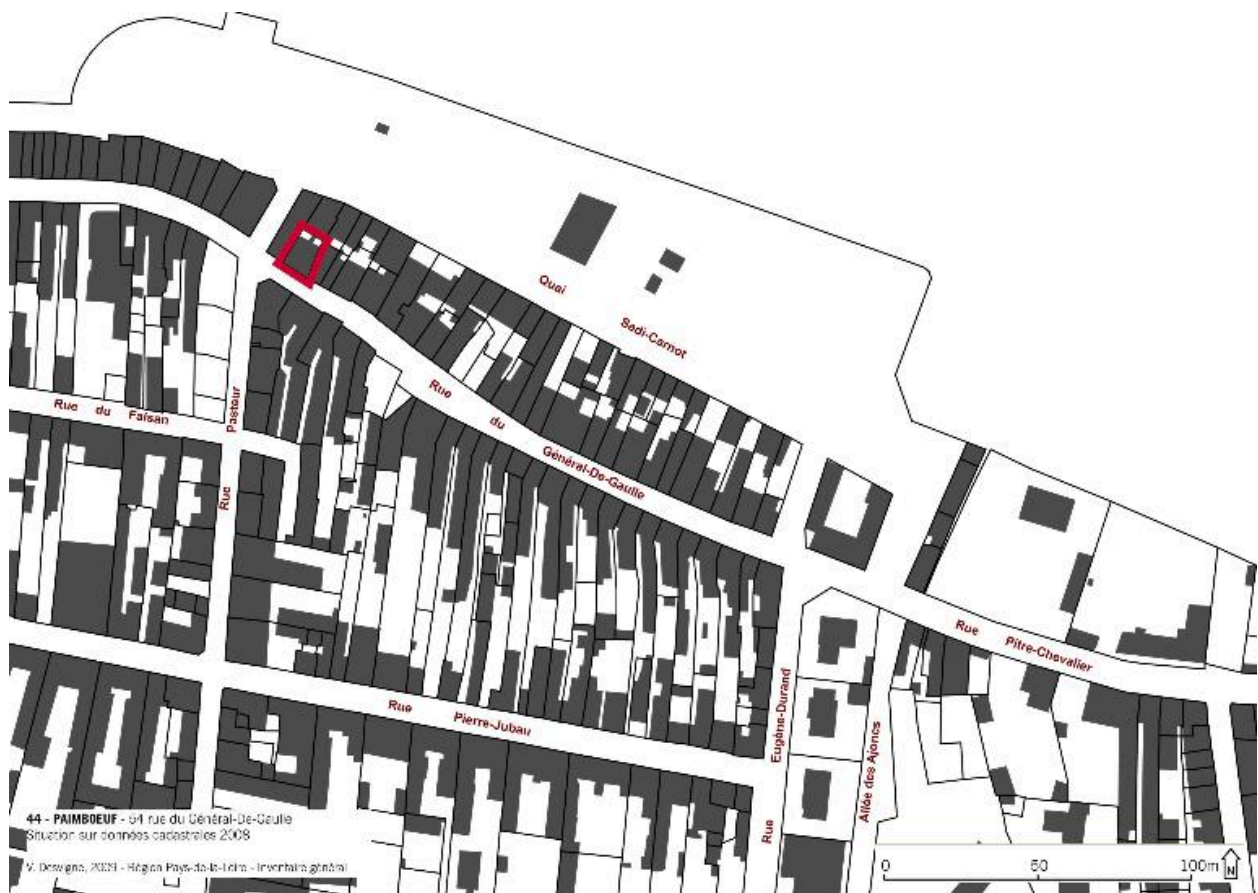 Quai
Sadi-Carnot
Rue du Général-De-Gaulle
Rue du Faisan
Rue Pasteur
Rue Pierre-Jubau
Rue Eugène-Durand
Allée des Ajoncs
Rue Pitre-Chevalier
44 - PAIMBOEUF - 54 rue du Général-De-Gaulle
Situation sur données cadastrales 2008
V. Desvigne, 2009 - Région Pays-de-la-Loire - Inventaire général
0 50 100m
N